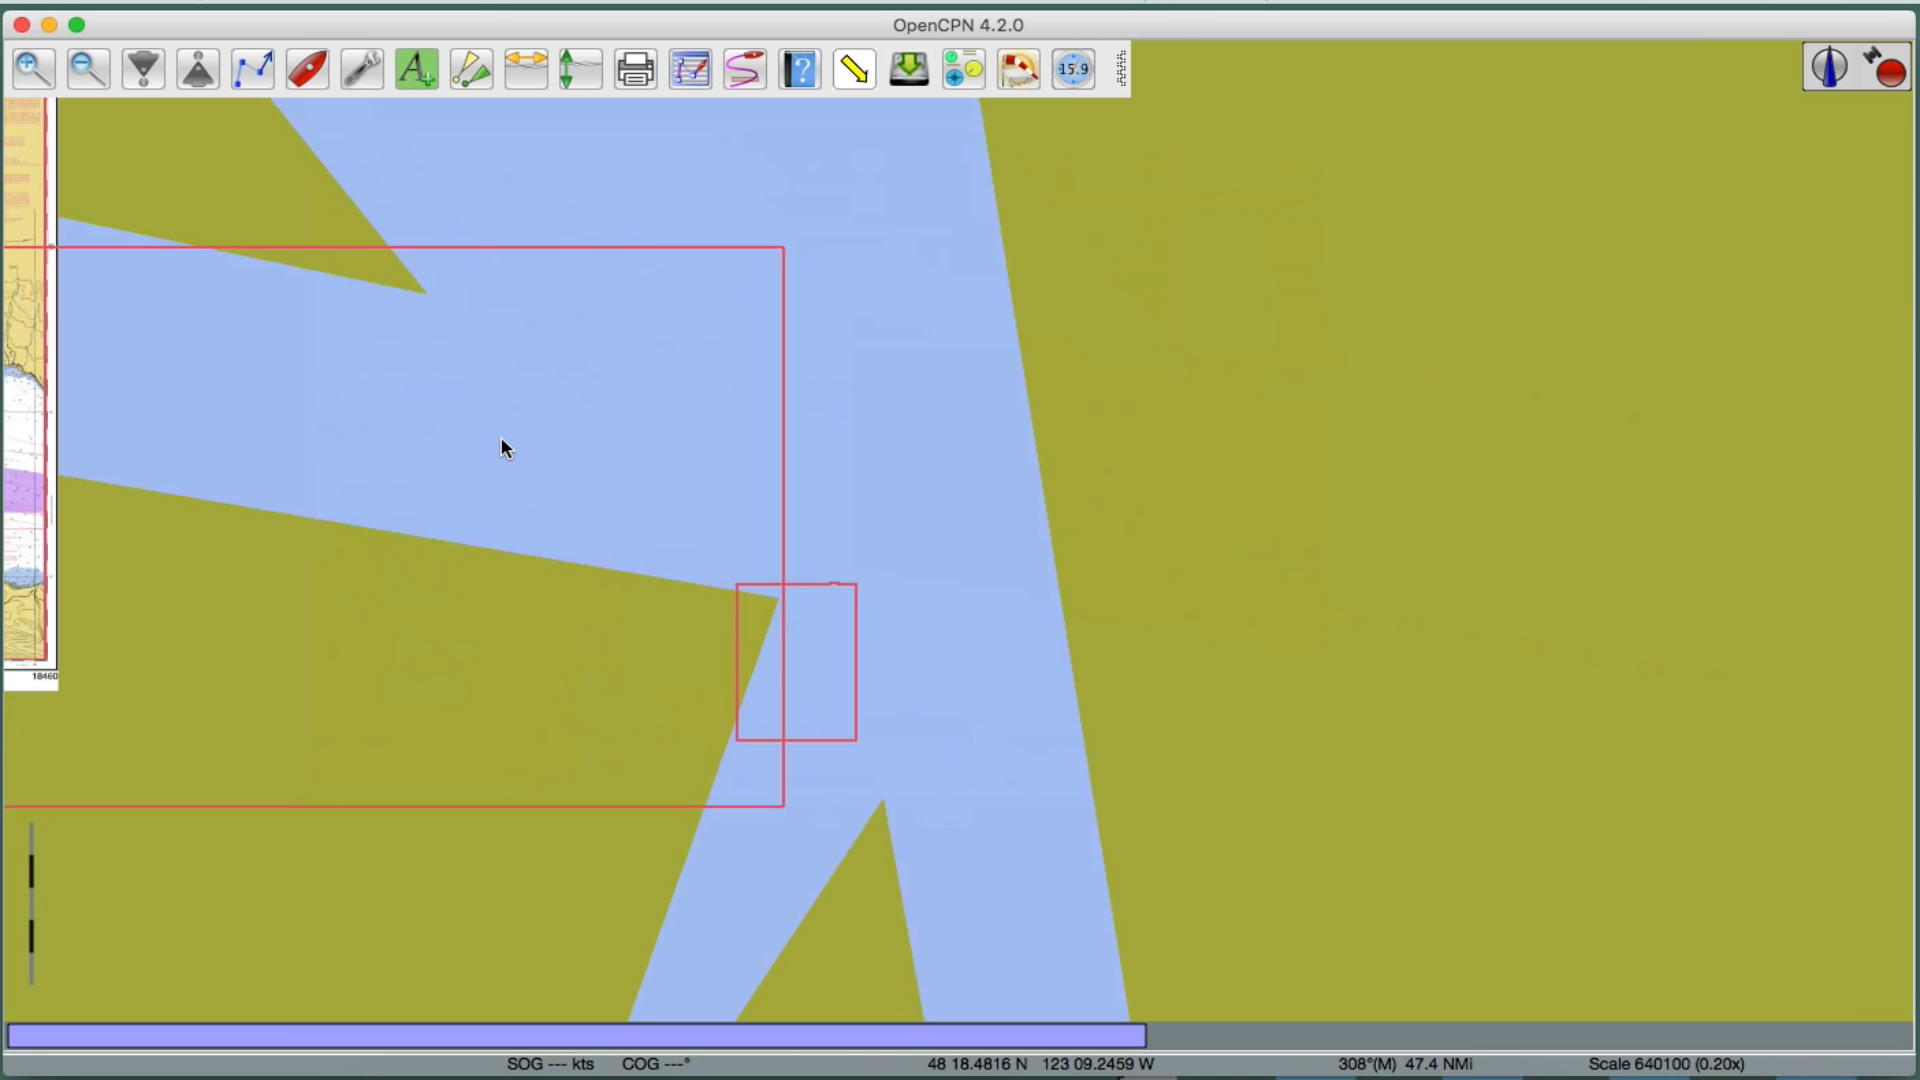 OpenCPN 4.2.0
A
?
15.9
18460
SOG --- kts COG ---° 48 18.4816 N 123 09.2459 W 308°(M) 47.4 NMi Scale 640100 (0.20x)